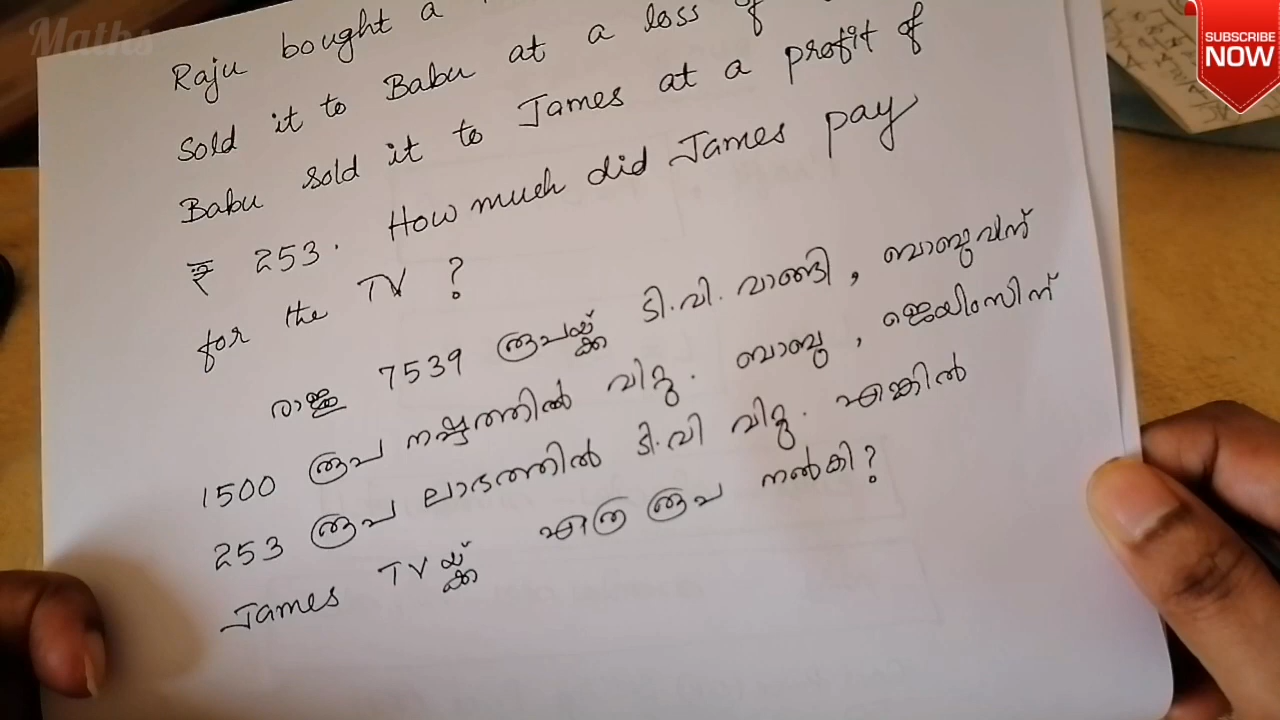 Maths
SUBSCRIBE
NOW
Raju bought a
Sold it to Babu at a loss of
Babu sold it to James at a profit of
₹ 253. How much did James pay
for the TV ?
രാജു 7539 രൂപയ്ക്ക് ടി.വി. വാങ്ങി, ബാബുവിന്
1500 രൂപ നഷ്ടത്തിൽ വിറ്റു. ബാബു, ജെയിംസിന്
253 രൂപ ലാഭത്തിൽ ടി.വി വിറ്റു. എങ്കിൽ
James TVയ്ക്ക് എത്ര രൂപ നൽകി?